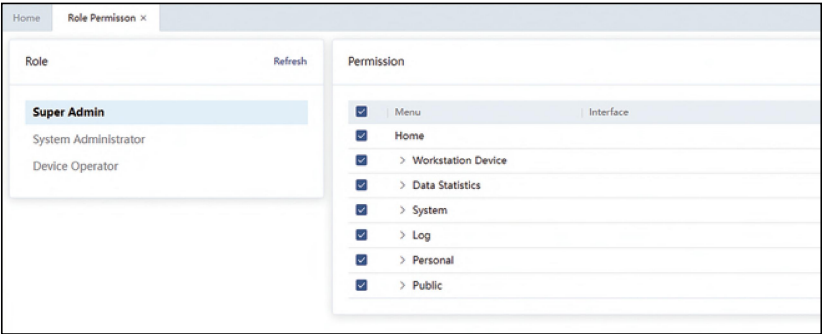 Home Role Permisson ×
Role Refresh
Super Admin
System Administrator
Device Operator
Permission
Menu Interface
Home
> Workstation Device
> Data Statistics
> System
> Log
> Personal
> Public